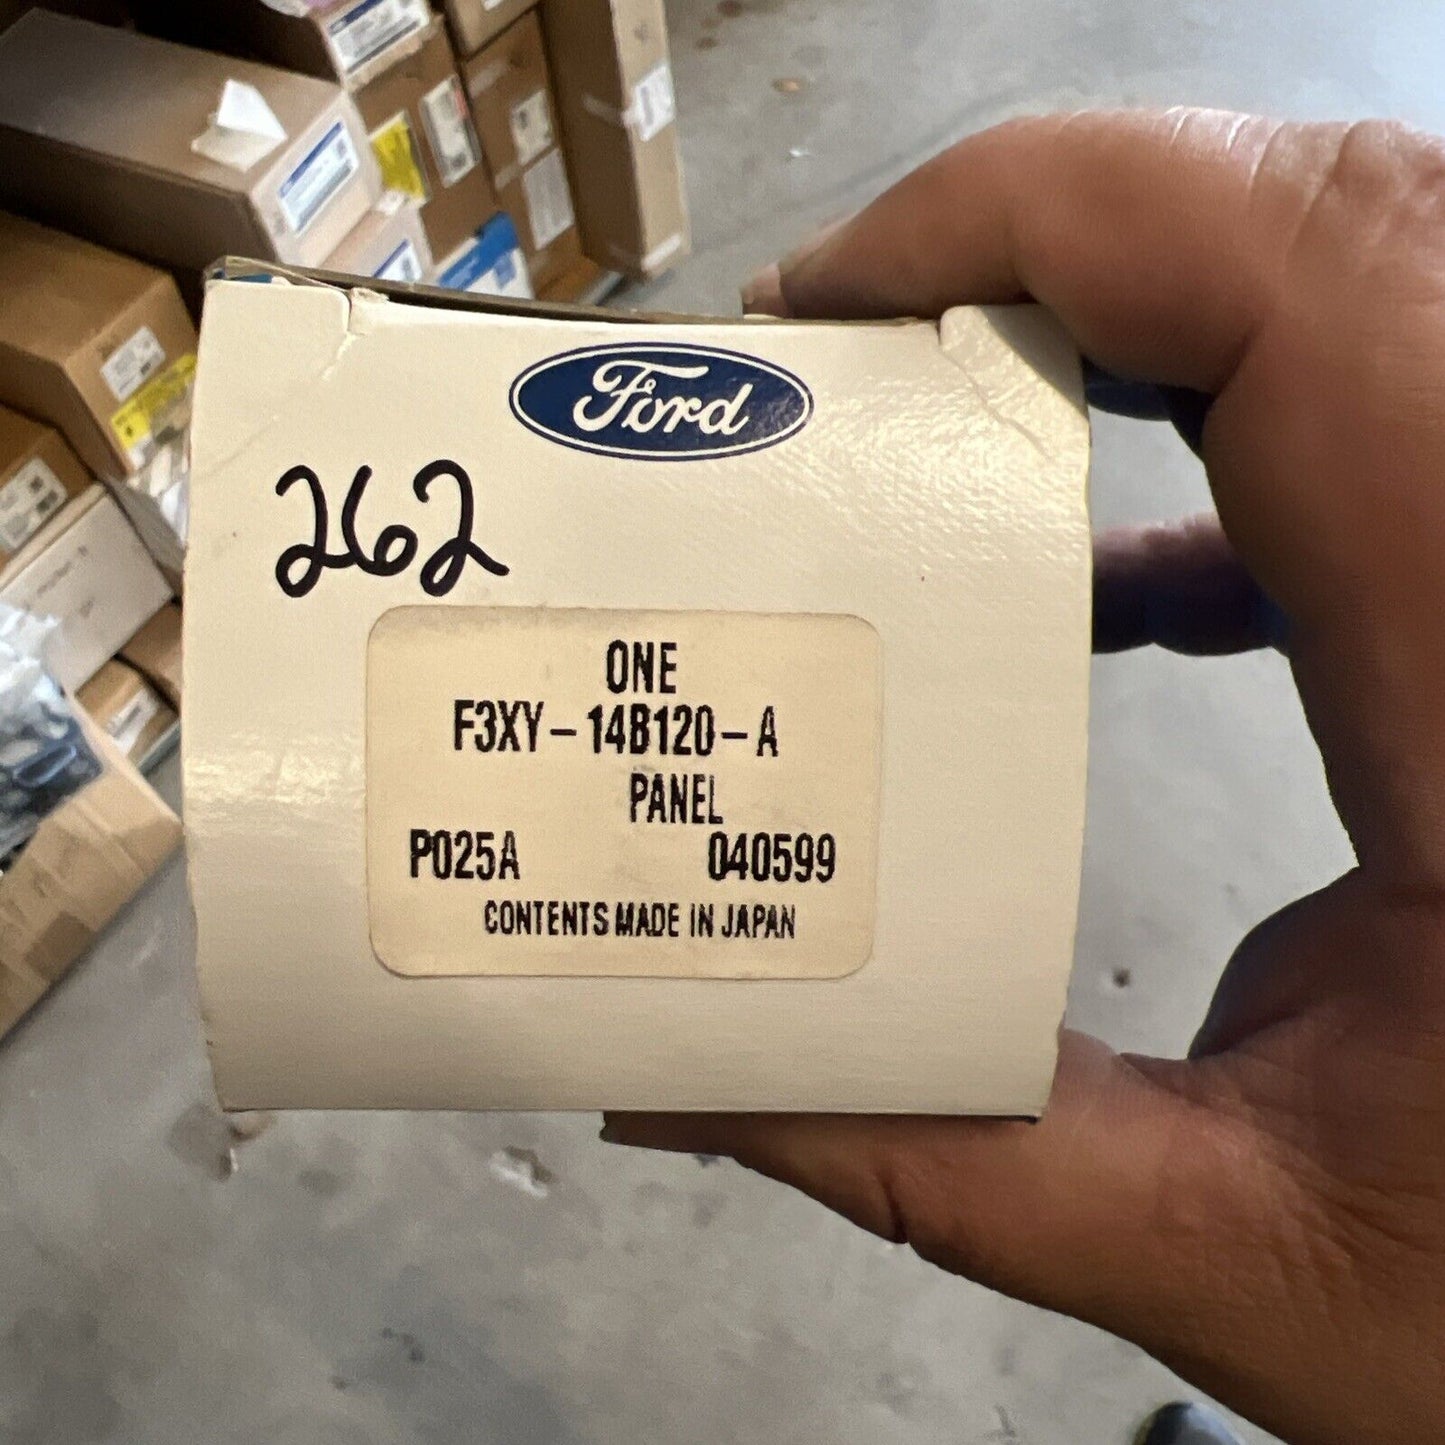 Ford
262
ONE
F3XY-14B120-A
PANEL
P025A 040599
CONTENTS MADE IN JAPAN